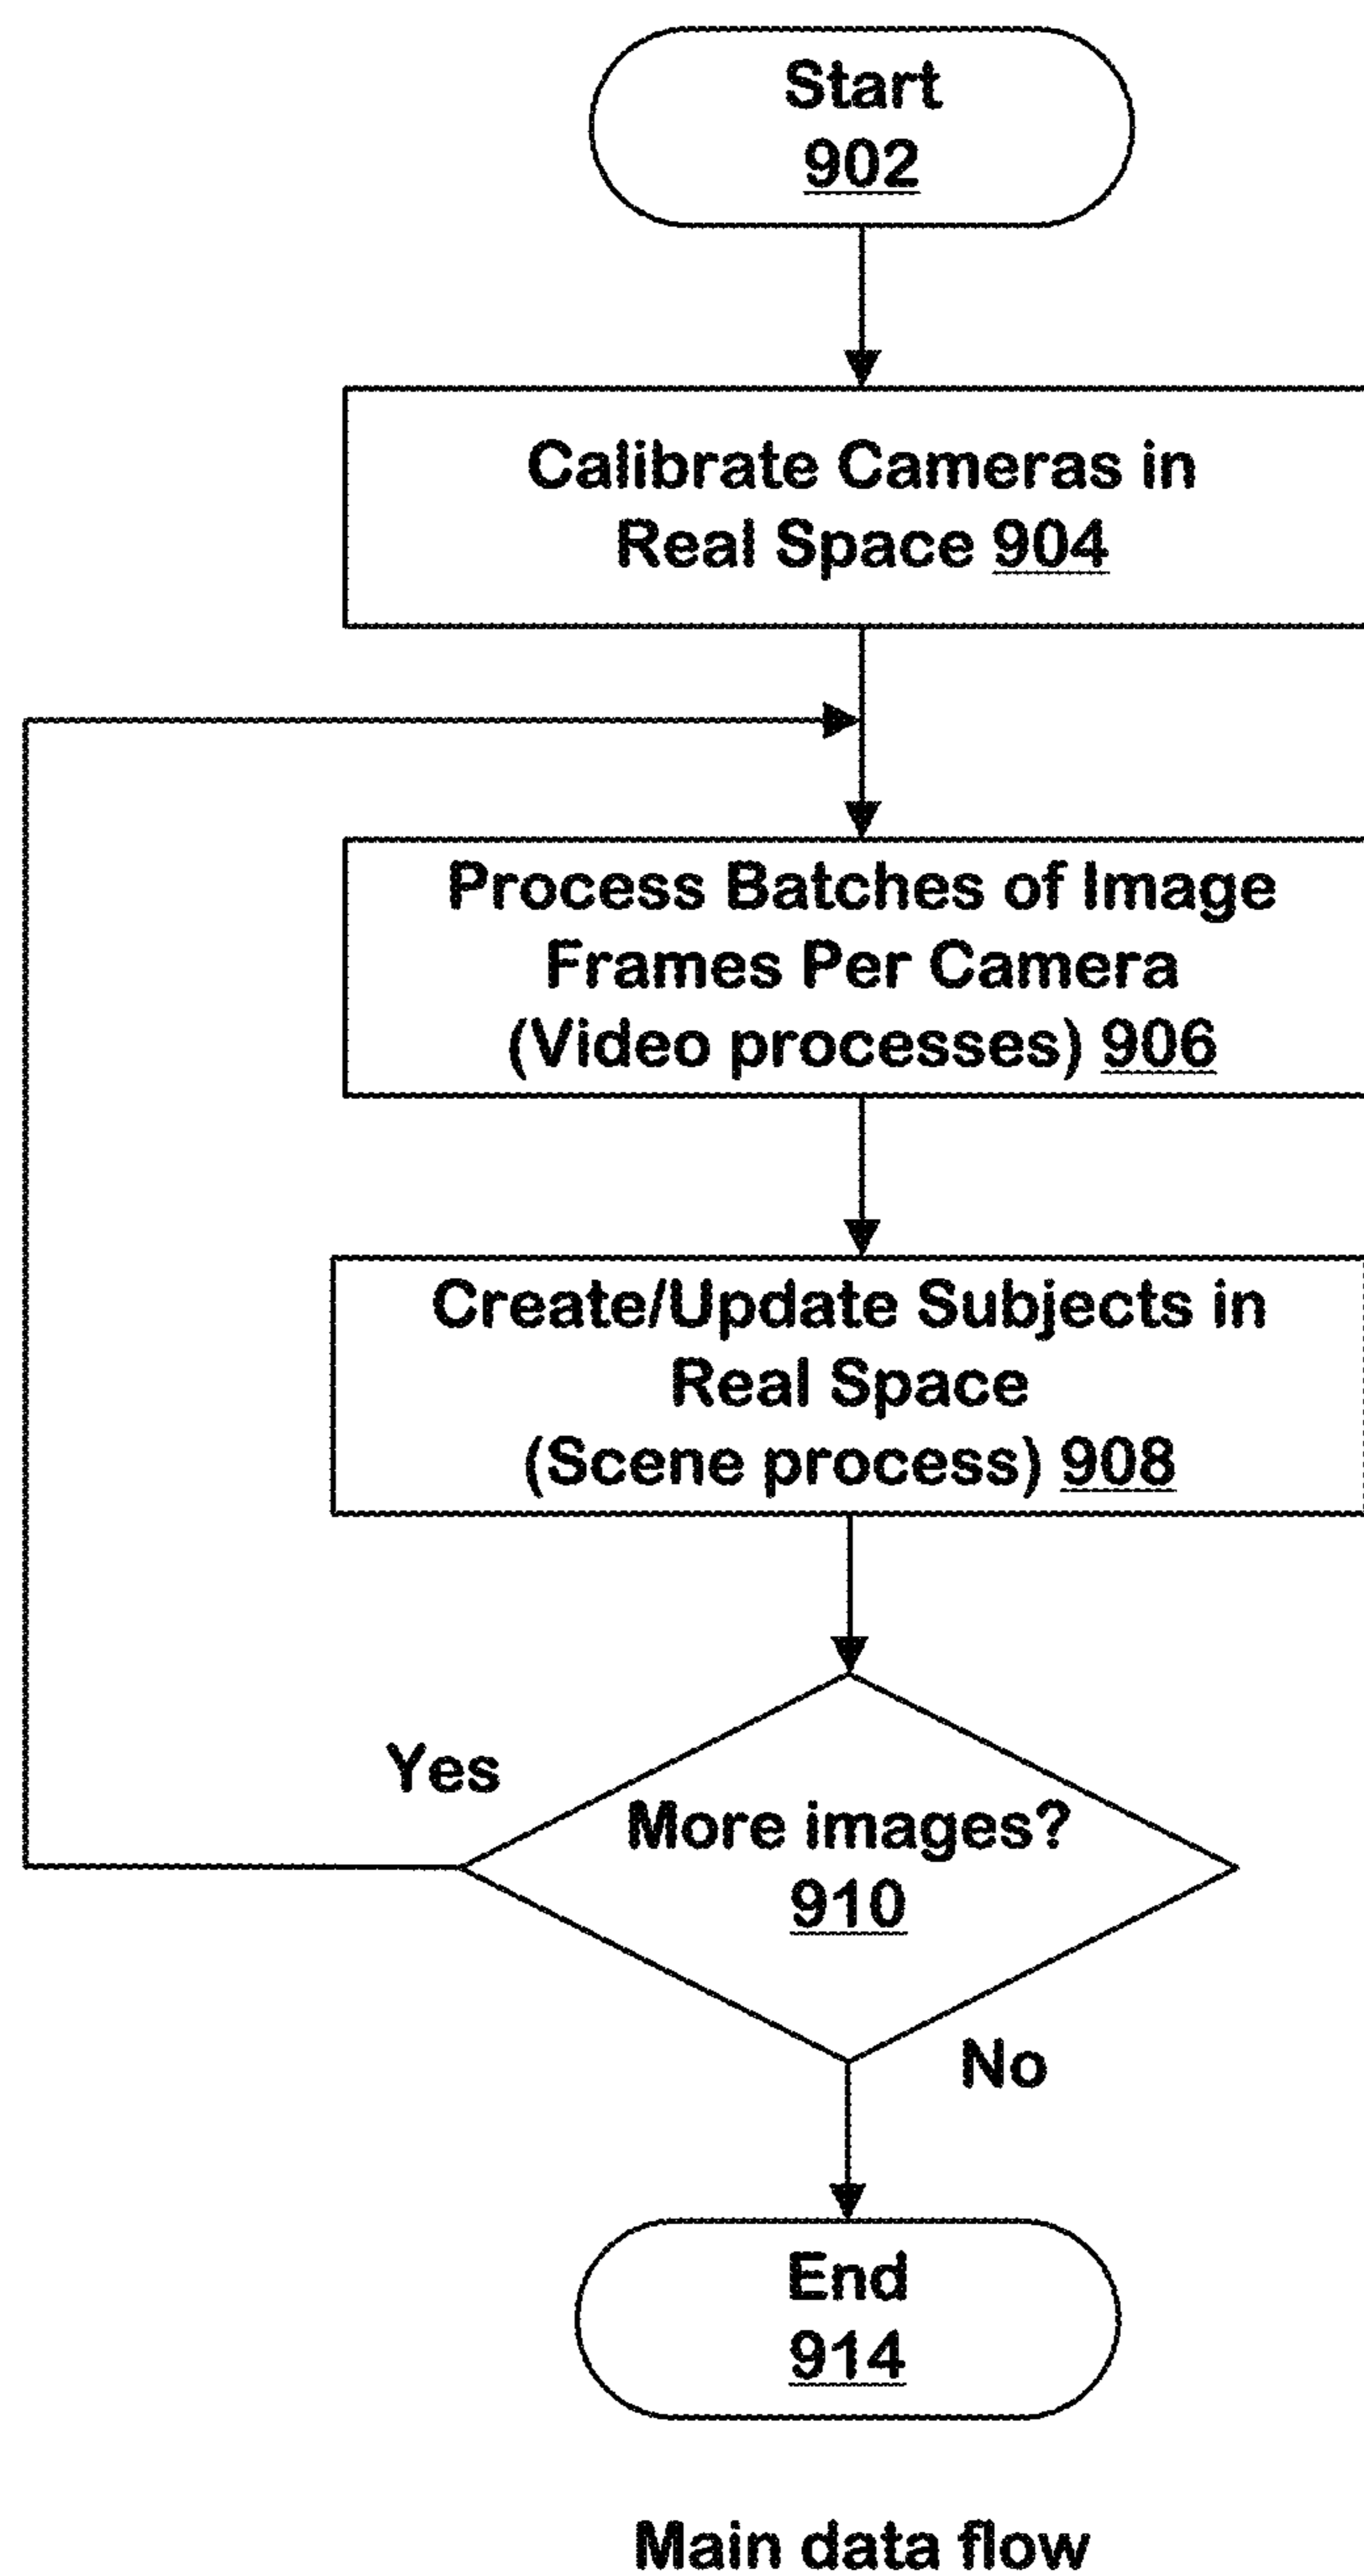 Start
902
Calibrate Cameras in
Real Space 904
Process Batches of Image
Frames Per Camera
(Video processes) 906
Create/Update Subjects in
Real Space
(Scene process) 908
Yes
More images?
910
No
End
914
Main data flow